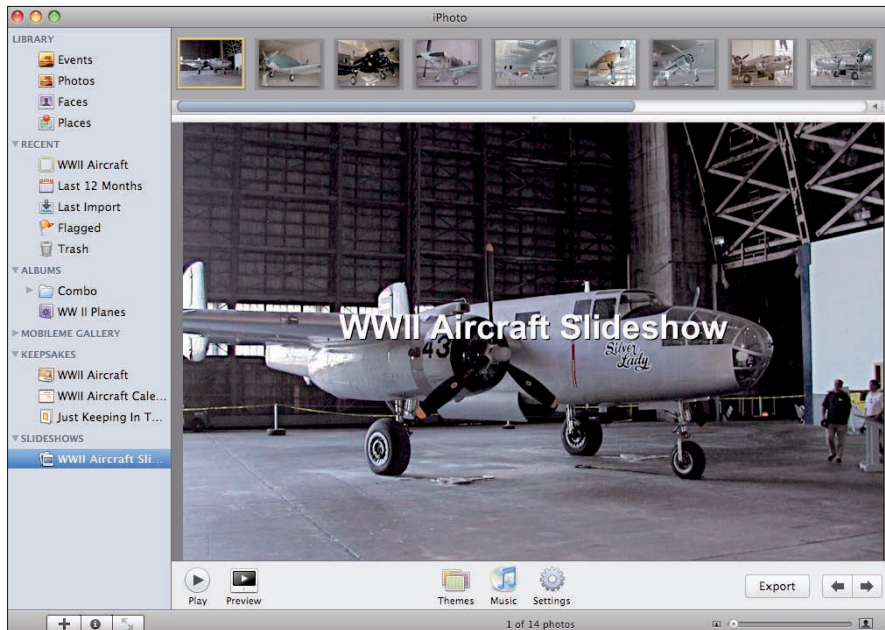 iPhoto
LIBRARY
Events
Photos
Faces
Places
RECENT
WWII Aircraft
Last 12 Months
Last Import
Flagged
Trash
ALBUMS
Combo
WW II Planes
MOBILEME GALLERY
KEEPSAKES
WWII Aircraft
WWII Aircraft Cale...
Just Keeping In T...
SLIDESHOWS
WWII Aircraft Sli...
WWII Aircraft Slideshow
43
Silver
Lady
Play
Preview
Themes
Music
Settings
Export
1 of 14 photos